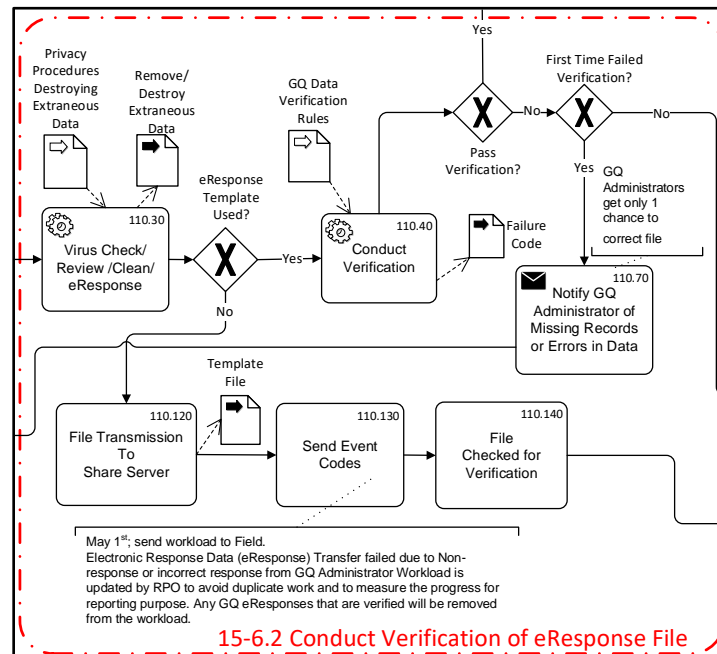 Privacy
Procedures
Destroying
Extraneous
Data
Remove/
Destroy
Extraneous
Data
GQ Data
Verification
Rules
Yes
First Time Failed
Verification?
No
No
Pass
Verification?
Yes
GQ
Administrators
get only 1
chance to
correct file
eResponse
Template
Used?
110.30
Virus Check/
Review /Clean/
eResponse
Yes
110.40
Conduct
Verification
Failure
Code
110.70
Notify GQ
Administrator of
Missing Records
or Errors in Data
No
Template
File
110.120
File Transmission
To
Share Server
110.130
Send Event
Codes
110.140
File
Checked for
Verification
May 1st; send workload to Field.
Electronic Response Data (eResponse) Transfer failed due to Non-
response or incorrect response from GQ Administrator Workload is
updated by RPO to avoid duplicate work and to measure the progress for
reporting purpose. Any GQ eResponses that are verified will be removed
from the workload.
15-6.2 Conduct Verification of eResponse File